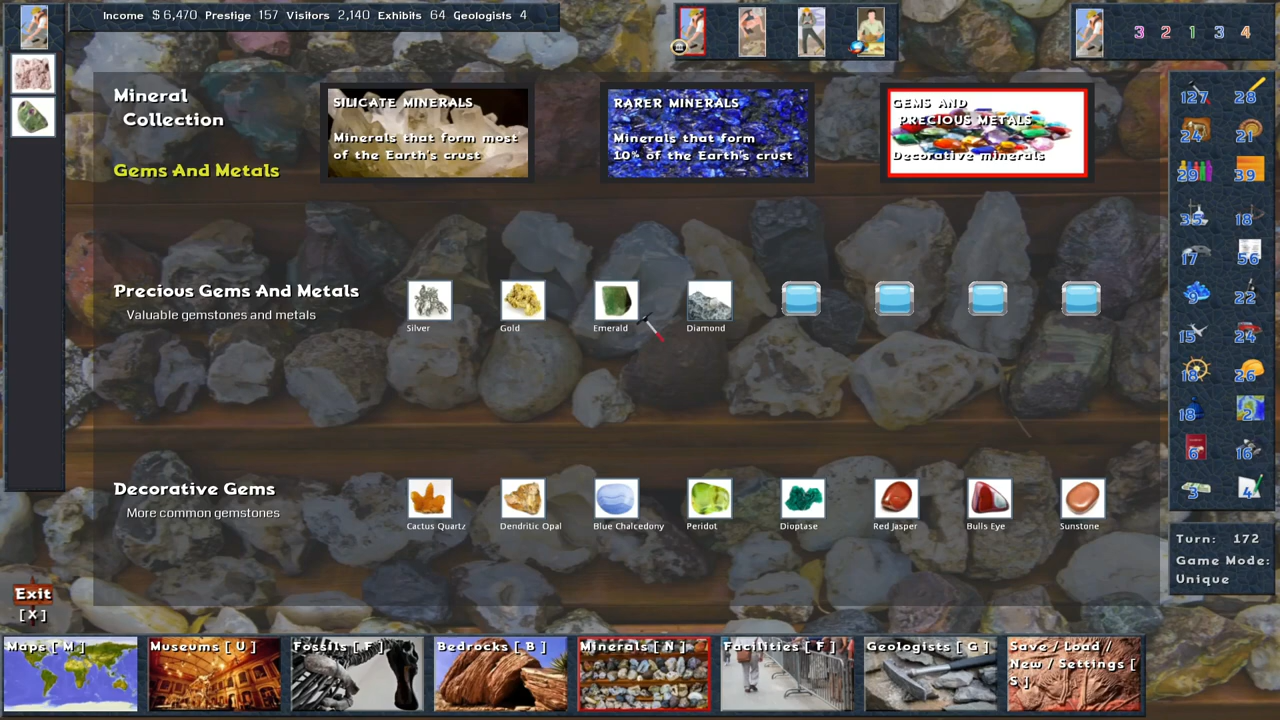 Income $ 6,470 Prestige 157 Visitors 2,140 Exhibits 64 Geologists 4
3 2 1 3 4
Mineral
Collection
Gems And Metals
SILICATE MINERALS
Minerals that form most
of the Earth's crust
RARER MINERALS
Minerals that form
10% of the Earth's crust
GEMS AND
PRECIOUS METALS
Decorative minerals
Precious Gems And Metals
Valuable gemstones and metals
Silver
Gold
Emerald
Diamond
Decorative Gems
More common gemstones
Cactus Quartz
Dendritic Opal
Blue Chalcedony
Peridot
Dioptase
Red Jasper
Bulls Eye
Sunstone
127 28
24 21
29 39
35 18
17 56
9 22
15 24
18 26
18 2
6 16
3 4
Turn: 172
Game Mode:
Unique
Exit
[ X ]
Maps [ M ]
Museums [ U ]
Fossils [ F ]
Bedrocks [ B ]
Minerals [ N ]
Facilities [ F ]
Geologists [ G ]
Save / Load /
New / Settings [
S ]